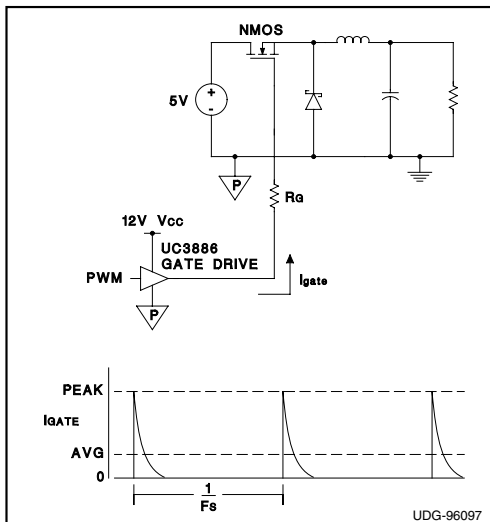 NMOS
5V
+
-
P
RG
12V VCC
UC3886
GATE DRIVE
PWM
Igate
P
PEAK
IGATE
AVG
0
1
Fs
UDG-96097